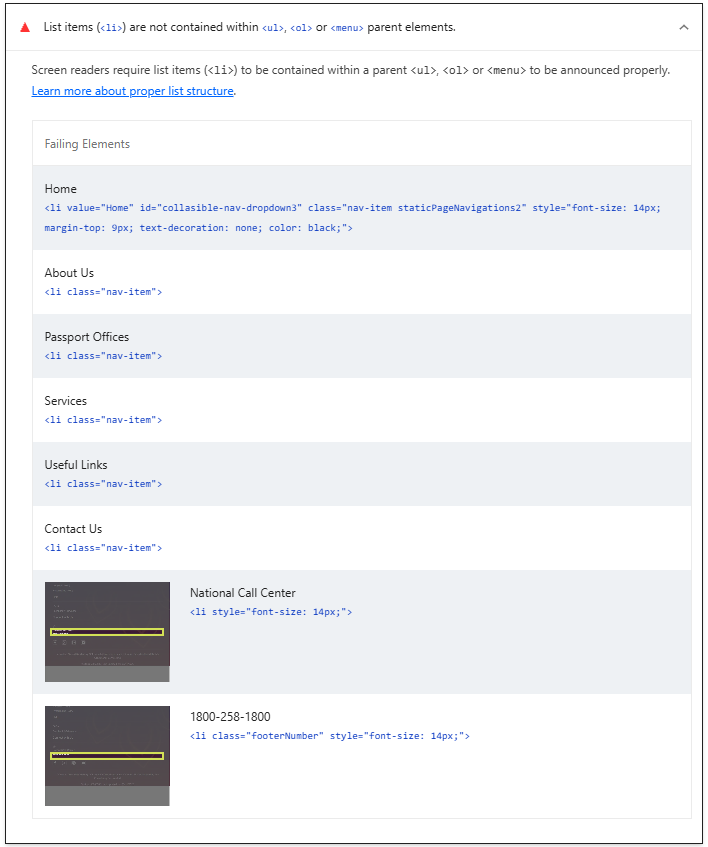 List items (<li>) are not contained within <ul>, <ol> or <menu> parent elements.
Screen readers require list items (<li>) to be contained within a parent <ul>, <ol> or <menu> to be announced properly.
Learn more about proper list structure.
Failing Elements
Home
<li value="Home" id="collasible-nav-dropdown3" class="nav-item staticPageNavigations2" style="font-size: 14px;
margin-top: 9px; text-decoration: none; color: black;">
About Us
<li class="nav-item">
Passport Offices
<li class="nav-item">
Services
<li class="nav-item">
Useful Links
<li class="nav-item">
Contact Us
<li class="nav-item">
National Call Center
<li style="font-size: 14px;">
1800-258-1800
<li class="footerNumber" style="font-size: 14px;">